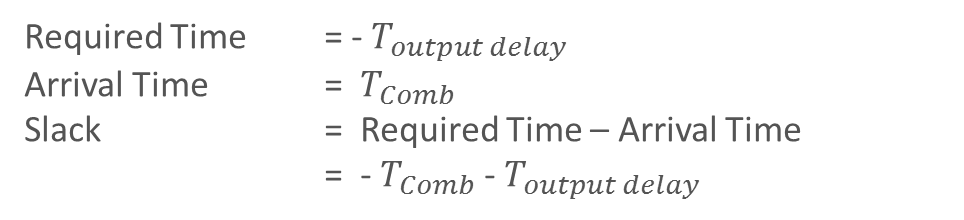 Required Time = - T_output delay
Arrival Time = T_Comb
Slack = Required Time – Arrival Time
= - T_Comb - T_output delay